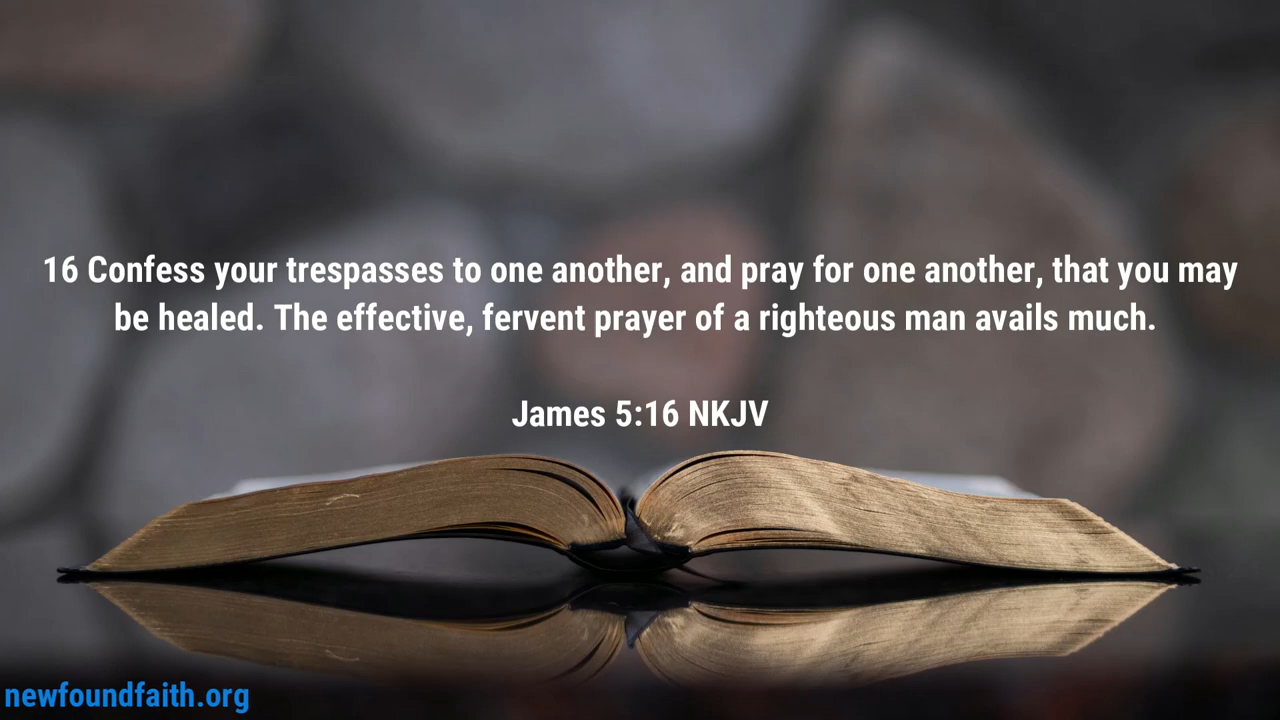 16 Confess your trespasses to one another, and pray for one another, that you may
be healed. The effective, fervent prayer of a righteous man avails much.
James 5:16 NKJV
newfoundfaith.org